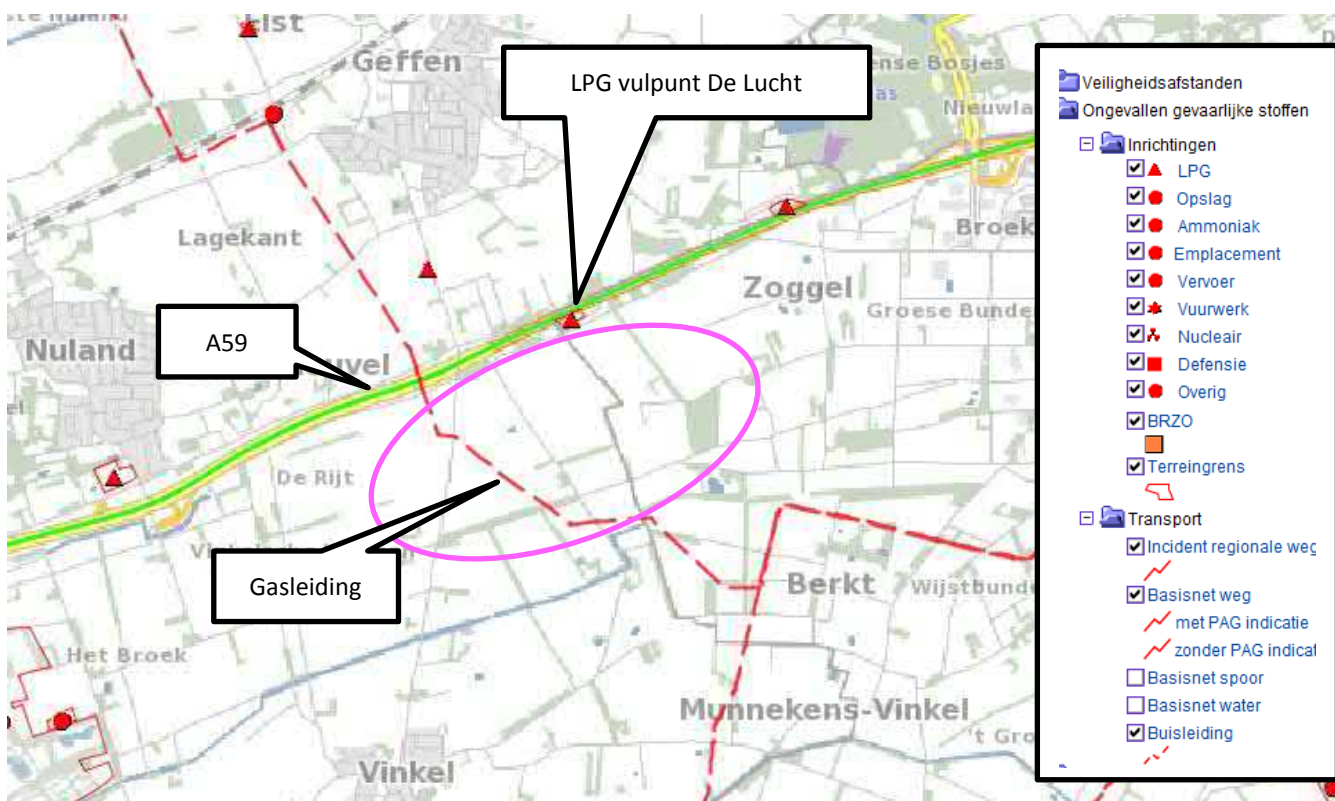 Geffen
LPG vulpunt De Lucht
Lagekant
Nuland
A59
Zoggel
Broek
Groese Bunde
De Rijt
Gasleiding
Berkt
Wijstbunde
Het Broek
Munnekens-Vinkel
't Gro
Vinkel
Veiligheidsafstanden
Ongevallen gevaarlijke stoffen
Inrichtingen
LPG
Opslag
Ammoniak
Emplacement
Vervoer
Vuurwerk
Nucleair
Defensie
Overig
BRZO
Terreingrens
Transport
Incident regionale weg
Basisnet weg
met PAG indicatie
zonder PAG indicat
Basisnet spoor
Basisnet water
Buisleiding